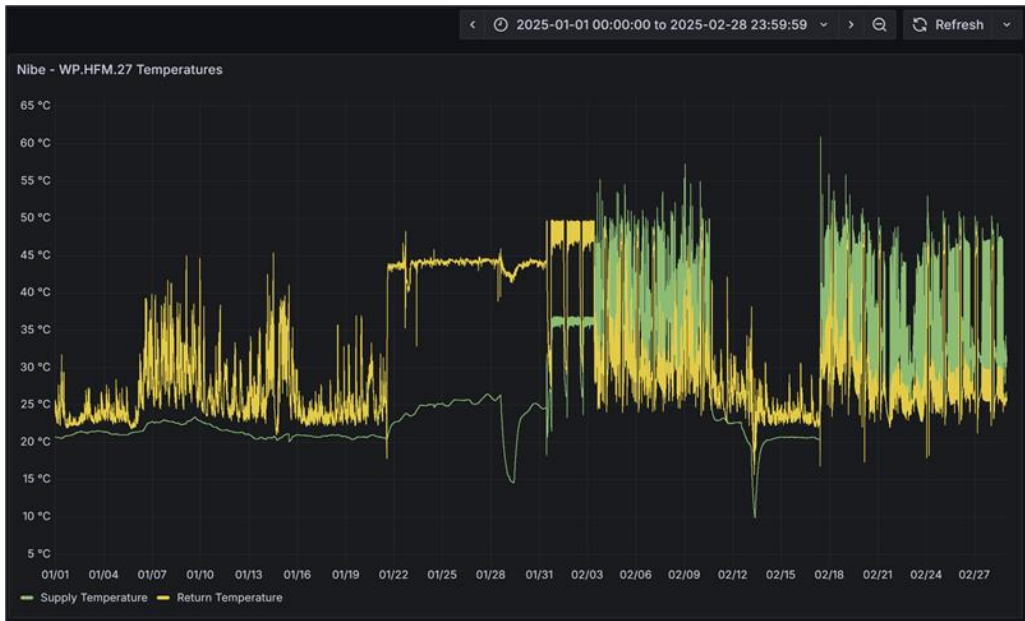 2025-01-01 00:00:00 to 2025-02-28 23:59:59
Refresh
Nibe - WP.HFM.27 Temperatures
65 °C
60 °C
55 °C
50 °C
45 °C
40 °C
35 °C
30 °C
25 °C
20 °C
15 °C
10 °C
5 °C
01/01 01/04 01/07 01/10 01/13 01/16 01/19 01/22 01/25 01/28 01/31 02/03 02/06 02/09 02/12 02/15 02/18 02/21 02/24 02/27
Supply Temperature Return Temperature